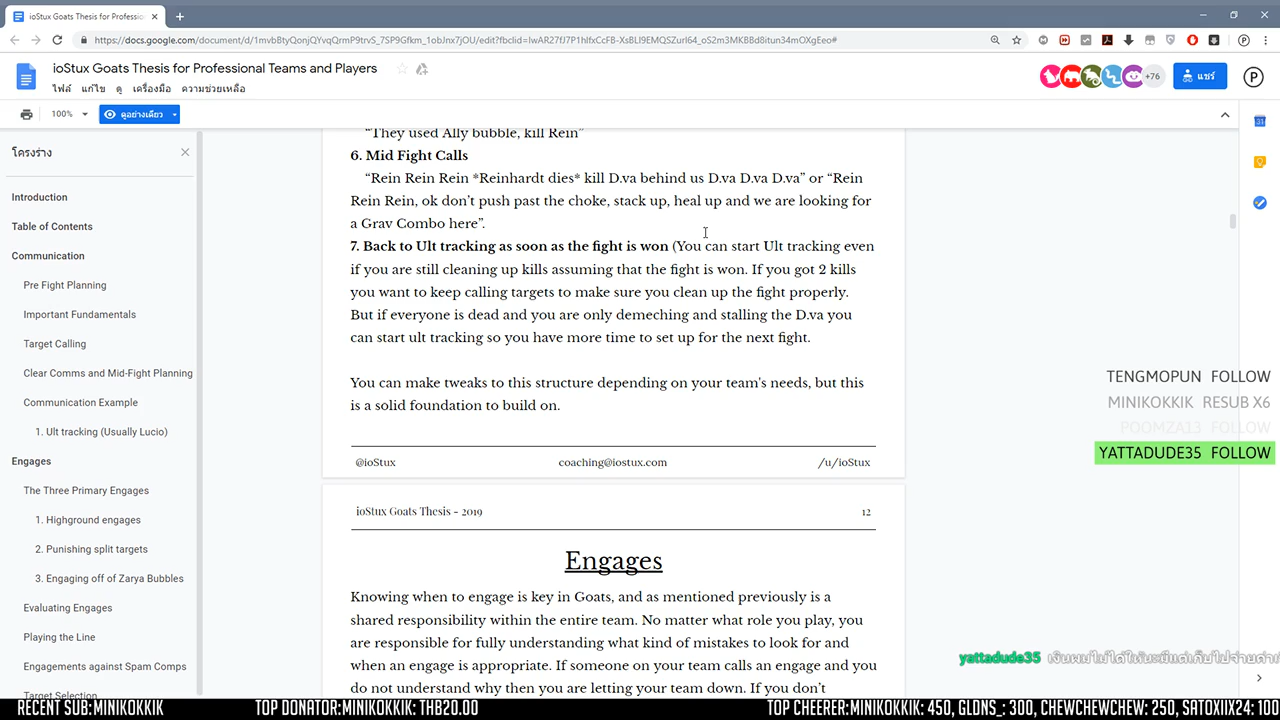 ioStux Goats Thesis for Professio
https://docs.google.com/document/d/1mvbBtyQonjQYvqQrmP9trvS_7SP9Gfkm_1obJnx7jOU/edit?fbclid=IwAR27fJ7P1hlfxCcFB-XsBLl9EMQSZurl64_oS2m3MKBBd8itun34mOXgEeo#
ioStux Goats Thesis for Professional Teams and Players
ไฟล์ แก้ไข ดู เครื่องมือ ความช่วยเหลือ
+76
แชร์
P
100%
ดูอย่างเดียว
โครงร่าง
Introduction
Table of Contents
Communication
Pre Fight Planning
Important Fundamentals
Target Calling
Clear Comms and Mid-Fight Planning
Communication Example
1. Ult tracking (Usually Lucio)
Engages
The Three Primary Engages
1. Highground engages
2. Punishing split targets
3. Engaging off of Zarya Bubbles
Evaluating Engages
Playing the Line
Engagements against Spam Comps
Target Selection
“They used Ally bubble, kill Rein”
6. Mid Fight Calls
“Rein Rein Rein *Reinhardt dies* kill D.va behind us D.va D.va D.va” or “Rein
Rein Rein, ok don’t push past the choke, stack up, heal up and we are looking for
a Grav Combo here”.
7. Back to Ult tracking as soon as the fight is won (You can start Ult tracking even
if you are still cleaning up kills assuming that the fight is won. If you got 2 kills
you want to keep calling targets to make sure you clean up the fight properly.
But if everyone is dead and you are only demeching and stalling the D.va you
can start ult tracking so you have more time to set up for the next fight.
You can make tweaks to this structure depending on your team's needs, but this
is a solid foundation to build on.
@ioStux coaching@iostux.com /u/ioStux
ioStux Goats Thesis - 2019 12
Engages
Knowing when to engage is key in Goats, and as mentioned previously is a
shared responsibility within the entire team. No matter what role you play, you
are responsible for fully understanding what kind of mistakes to look for and
when an engage is appropriate. If someone on your team calls an engage and you
do not understand why then you are letting your team down. If you don’t
TENGMOPUN FOLLOW
MINIKOKKIK RESUB X6
POOMZA13 FOLLOW
YATTADUDE35 FOLLOW
yattadude35
RECENT SUB:MINIKOKKIK TOP DONATOR:MINIKOKKIK: THB20.00 TOP CHEERER:MINIKOKKIK: 450, GLDNS_: 300, CHEWCHEWCHEW: 250, SATOXIIX24: 100